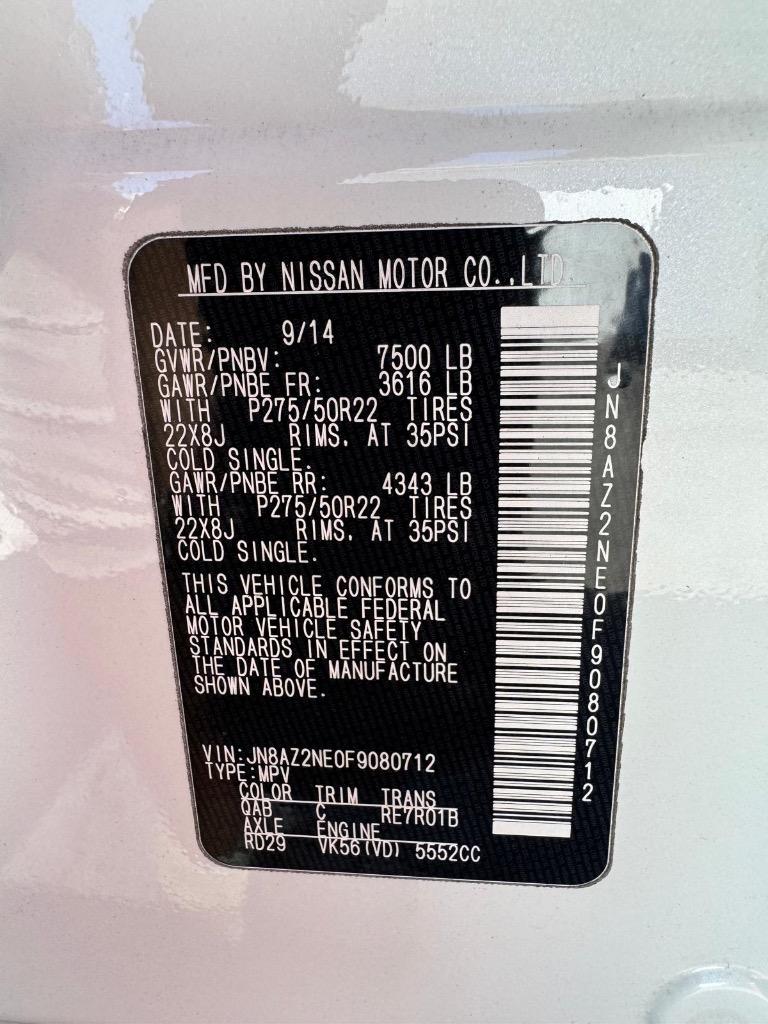 MFD BY NISSAN MOTOR CO.,LTD.
DATE: 9/14
GVWR/PNBV: 7500 LB
GAWR/PNBE FR: 3616 LB
WITH P275/50R22 TIRES
22X8J RIMS, AT 35PSI
COLD SINGLE.
GAWR/PNBE RR: 4343 LB
WITH P275/50R22 TIRES
22X8J RIMS, AT 35PSI
COLD SINGLE.
THIS VEHICLE CONFORMS TO
ALL APPLICABLE FEDERAL
MOTOR VEHICLE SAFETY
STANDARDS IN EFFECT ON
THE DATE OF MANUFACTURE
SHOWN ABOVE.
VIN:JN8AZ2NE0F9080712
TYPE:MPV
COLOR TRIM TRANS
QAB C RE7R01B
AXLE ENGINE
RD29 VK56(VD) 5552CC
JN8AZ2NE0F9080712